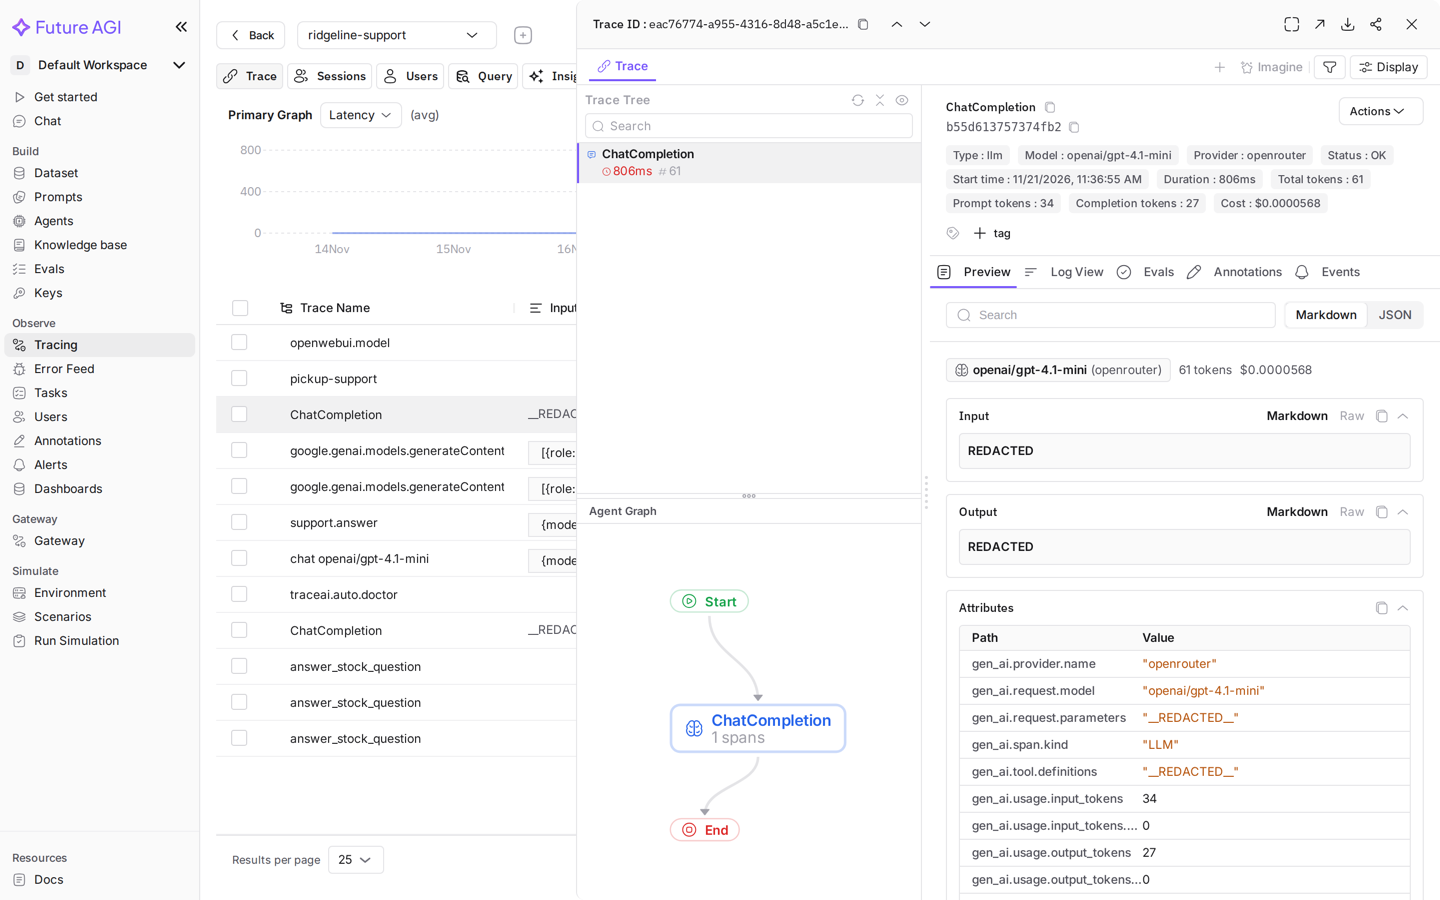 Future AGI
D Default Workspace
Get started
Chat
Build
Dataset
Prompts
Agents
Knowledge base
Evals
Keys
Observe
Tracing
Error Feed
Tasks
Users
Annotations
Alerts
Dashboards
Gateway
Gateway
Simulate
Environment
Scenarios
Run Simulation
Resources
Docs
Back
ridgeline-support
Trace
Sessions
Users
Query
Insig
Primary Graph
Latency
(avg)
800
400
0
14Nov
15Nov
16N
Trace Name
Input
openwebui.model
pickup-support
ChatCompletion
__REDAC
google.genai.models.generateContent
[{role:
google.genai.models.generateContent
[{role:
support.answer
{mode
chat openai/gpt-4.1-mini
{mode
traceai.auto.doctor
ChatCompletion
__REDAC
answer_stock_question
answer_stock_question
answer_stock_question
Results per page
25
Trace ID : eac76774-a955-4316-8d48-a5c1e...
Trace
Imagine
Display
Trace Tree
Search
ChatCompletion
806ms # 61
Agent Graph
Start
ChatCompletion
1 spans
End
ChatCompletion
b55d613757374fb2
Actions
Type : llm
Model : openai/gpt-4.1-mini
Provider : openrouter
Status : OK
Start time : 11/21/2026, 11:36:55 AM
Duration : 806ms
Total tokens : 61
Prompt tokens : 34
Completion tokens : 27
Cost : $0.0000568
+ tag
Preview
Log View
Evals
Annotations
Events
Search
Markdown
JSON
openai/gpt-4.1-mini (openrouter)
61 tokens
$0.0000568
Input
Markdown
Raw
REDACTED
Output
Markdown
Raw
REDACTED
Attributes
Path Value
gen_ai.provider.name "openrouter"
gen_ai.request.model "openai/gpt-4.1-mini"
gen_ai.request.parameters "__REDACTED__"
gen_ai.span.kind "LLM"
gen_ai.tool.definitions "__REDACTED__"
gen_ai.usage.input_tokens 34
gen_ai.usage.input_tokens.... 0
gen_ai.usage.output_tokens 27
gen_ai.usage.output_tokens... 0